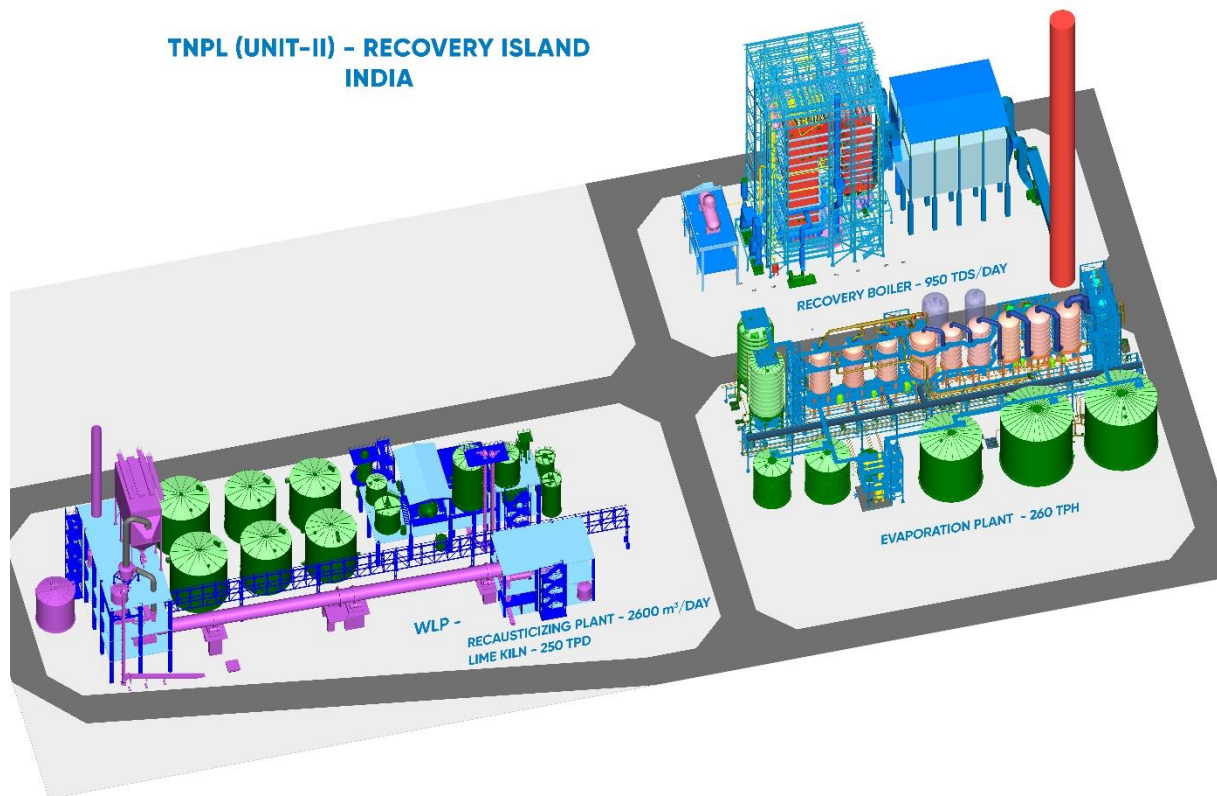 TNPL (UNIT-II) - RECOVERY ISLAND
INDIA
RECOVERY BOILER - 950 TDS/DAY
EVAPORATION PLANT - 260 TPH
WLP - RECAUSTICIZING PLANT - 2600 m³/DAY
LIME KILN - 250 TPD